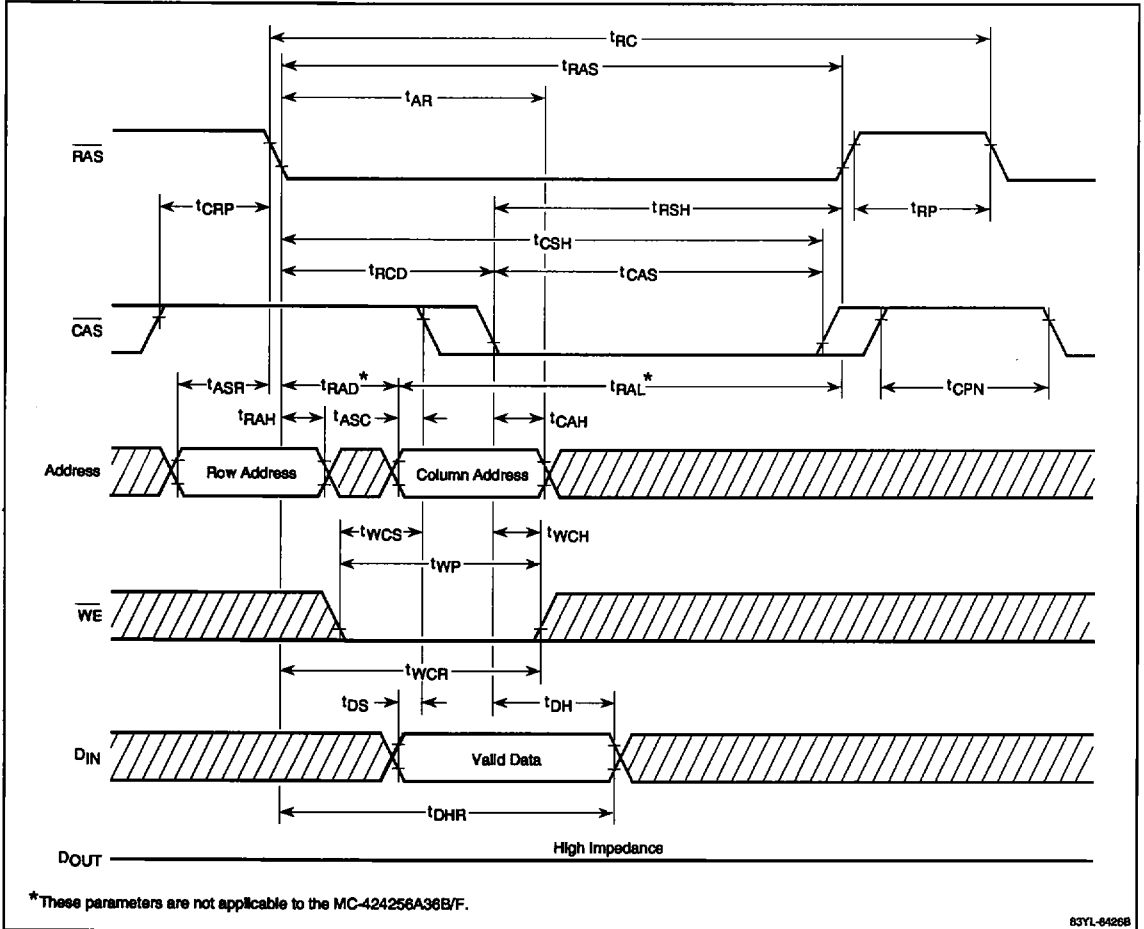 tRC
tRAS
tAR
RAS
tCRP
tRSH
tRP
tCSH
tRCD
tCAS
CAS
tASR
tRAD*
tRAL*
tCPN
tRAH
tASC
tCAH
Address
Row Address
Column Address
tWCS
tWCH
tWP
WE
tWCR
tDS
tDH
DIN
Valid Data
tDHR
High Impedance
DOUT
*These parameters are not applicable to the MC-424256A36B/F.
83YL-6426B